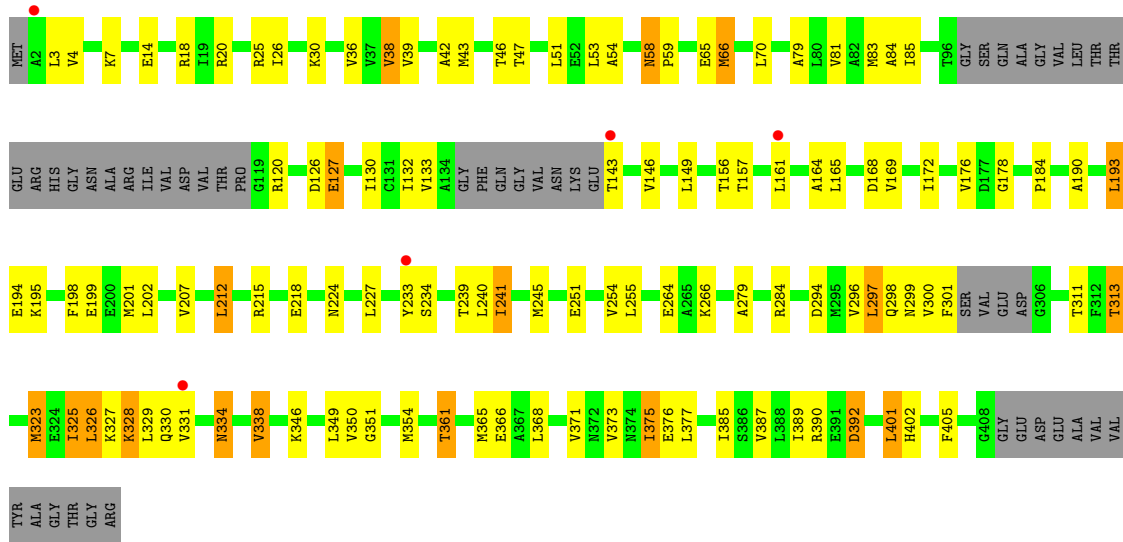 MET A2 L3 V4 K7 E14 R18 I19 R20 R25 I26 K30 V36 V37 V38 V39 A42 M43 T46 T47 L51 E52 L53 A54 N58 P59 E65 M66 L70 A79 L80 V81 A82 M83 A84 I85 T96 GLY SER GLN ALA GLY VAL LEU THR THR
GLU ARG HIS GLY ASN ALA ARG ILE VAL ASP VAL THR PRO G119 R120 D126 E127 I130 C131 I132 V133 A134 GLY PHE GLN GLY VAL ASN LYS GLU T143 V146 L149 T156 T157 L161 A164 L165 D168 V169 I172 V176 D177 G178 P184 A190 L193
E194 K195 F198 E199 E200 M201 L202 V207 L212 R215 E218 N224 L227 Y233 S234 T239 L240 I241 M245 E251 V254 L255 E264 A265 K266 A279 R284 D294 M295 V296 L297 Q298 N299 V300 F301 SER VAL GLU ASP G306 T311 F312 T313
M323 E324 I325 L326 K327 K328 L329 Q330 V331 N334 V338 K346 L349 V350 G351 M354 T361 M365 E366 A367 L368 V371 N372 V373 N374 I375 E376 L377 I385 S386 V387 L388 I389 R390 E391 D392 L401 H402 F405 G408 GLY GLU ASP GLU ALA VAL VAL
TYR ALA GLY THR GLY ARG